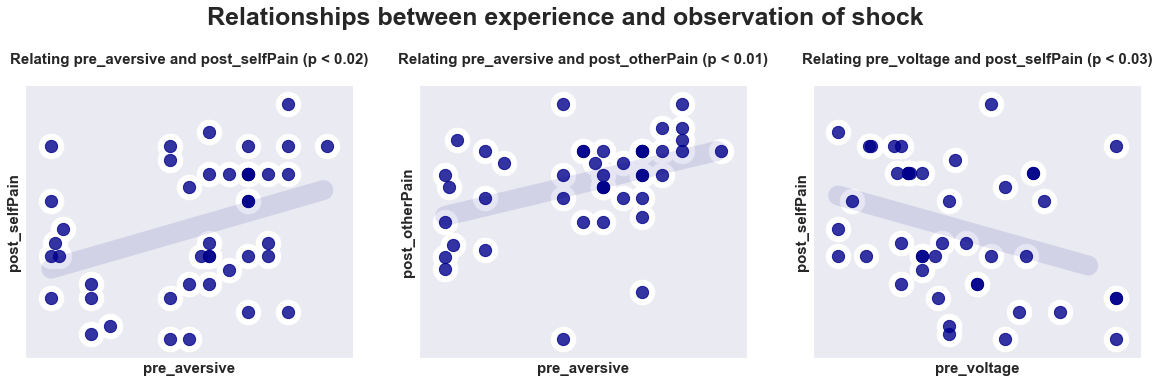 Relationships between experience and observation of shock
Relating pre_aversive and post_selfPain (p < 0.02)
post_selfPain
pre_aversive
Relating pre_aversive and post_otherPain (p < 0.01)
post_otherPain
pre_aversive
Relating pre_voltage and post_selfPain (p < 0.03)
post_selfPain
pre_voltage